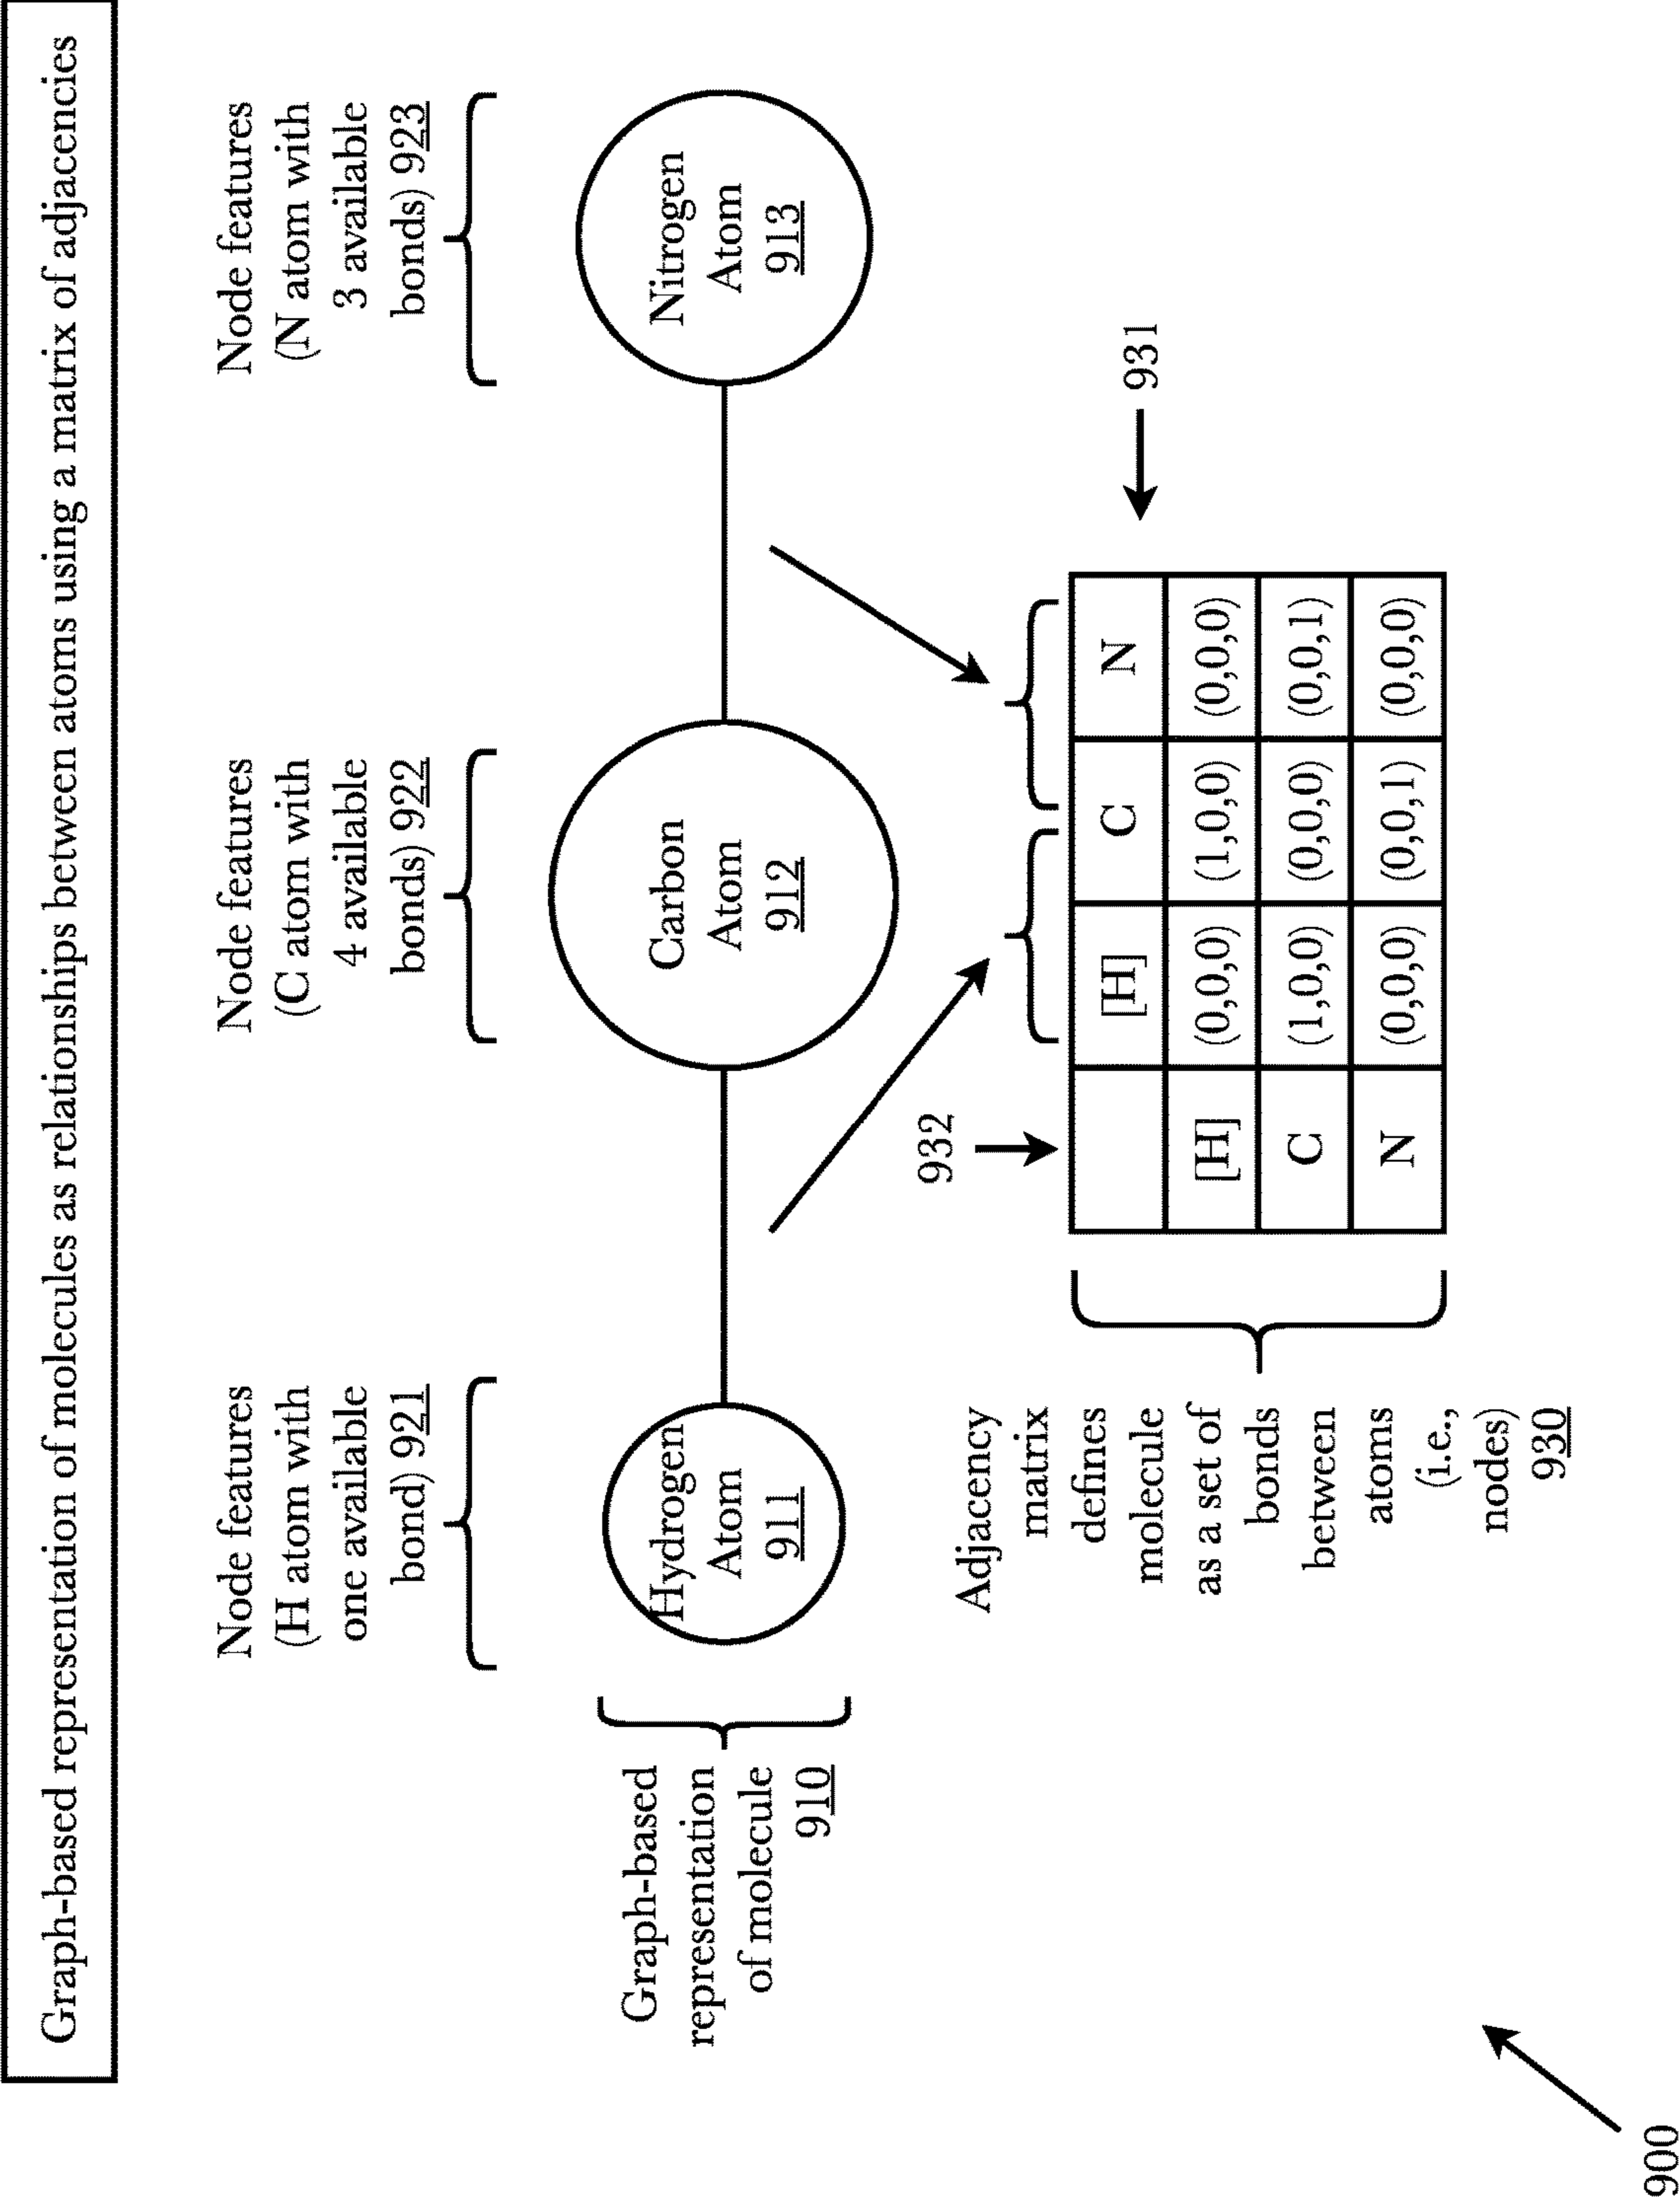 Graph-based representation of molecules as relationships between atoms using a matrix of adjacencies
Node features
(H atom with
one available
bond) 921
Node features
(C atom with
4 available
bonds) 922
Node features
(N atom with
3 available
bonds) 923
Graph-based
representation
of molecule
910
Hydrogen
Atom
911
Carbon
Atom
912
Nitrogen
Atom
913
932
931
Adjacency
matrix
defines
molecule
as a set of
bonds
between
atoms
(i.e.,
nodes)
930
[H] C N
[H] (0,0,0) (1,0,0) (0,0,0)
C (1,0,0) (0,0,0) (0,0,1)
N (0,0,0) (0,0,1) (0,0,0)
900